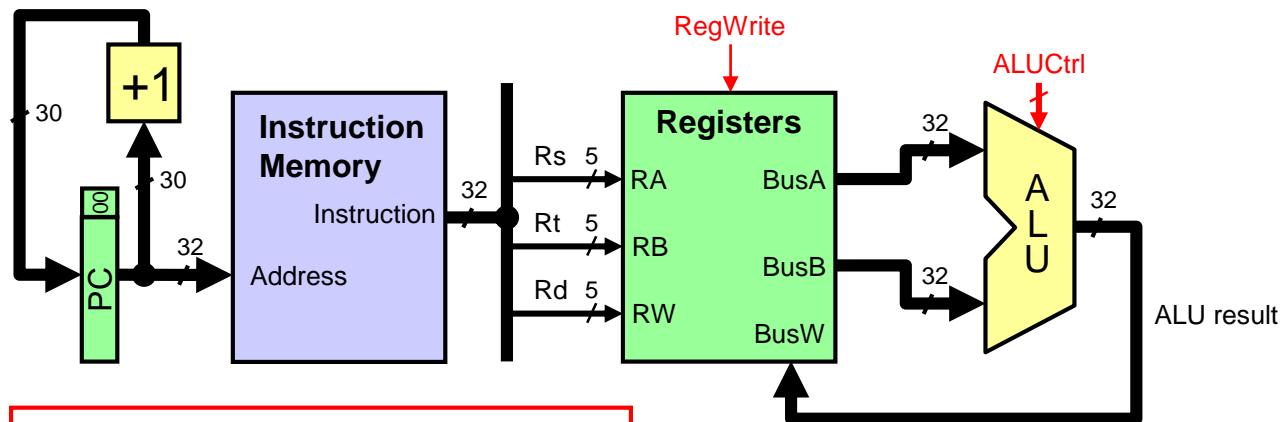 RegWrite
ALUCtrl
+1
30
30
00
PC
32
Instruction
Memory
Instruction
Address
32
Rs 5
Rt 5
Rd 5
Registers
RA
RB
RW
BusA
BusB
BusW
32
32
A
L
U
32
ALU result